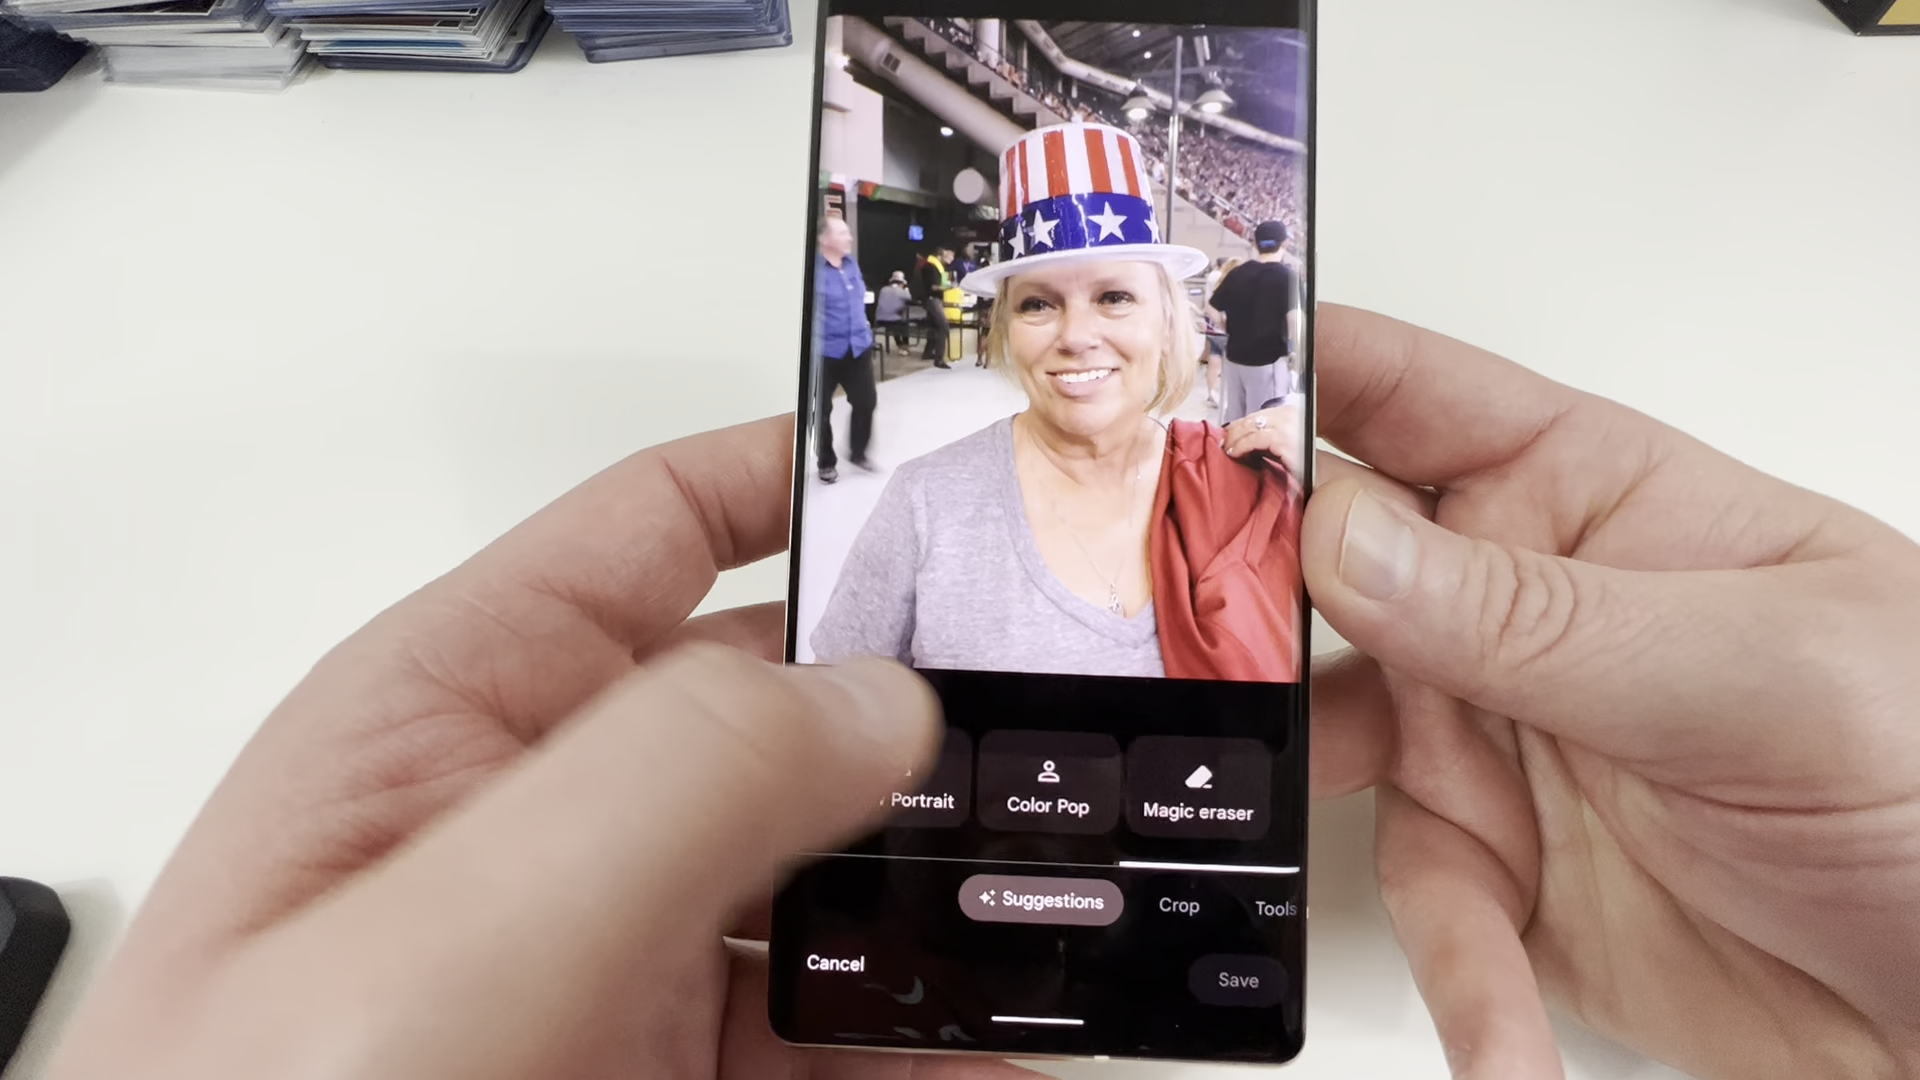 Portrait
Color Pop
Magic eraser
Suggestions
Crop
Tools
Cancel
Save